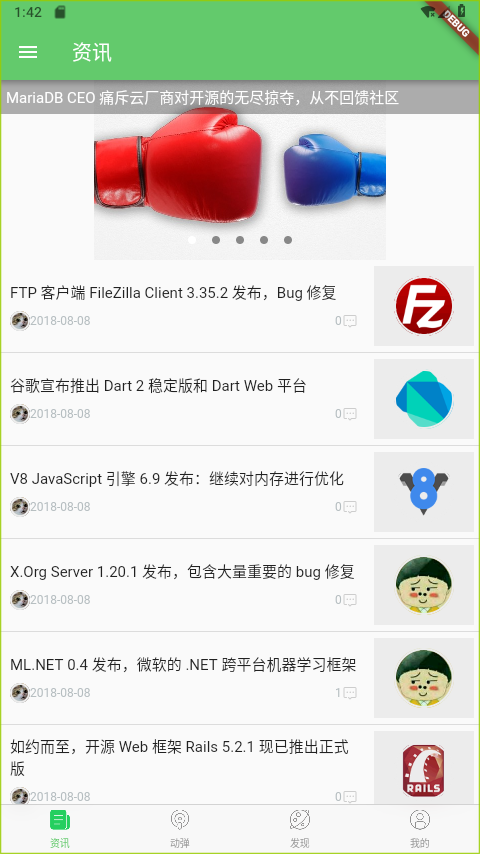 1:42
DEBUG
资讯
MariaDB CEO 痛斥云厂商对开源的无尽掠夺，从不回馈社区
FTP 客户端 FileZilla Client 3.35.2 发布，Bug 修复
2018-08-08
0
Fz
谷歌宣布推出 Dart 2 稳定版和 Dart Web 平台
2018-08-08
0
V8 JavaScript 引擎 6.9 发布：继续对内存进行优化
2018-08-08
0
8
X.Org Server 1.20.1 发布，包含大量重要的 bug 修复
2018-08-08
0
ML.NET 0.4 发布，微软的 .NET 跨平台机器学习框架
2018-08-08
1
如约而至，开源 Web 框架 Rails 5.2.1 现已推出正式
版
2018-08-08
0
RAILS
资讯
动弹
发现
我的